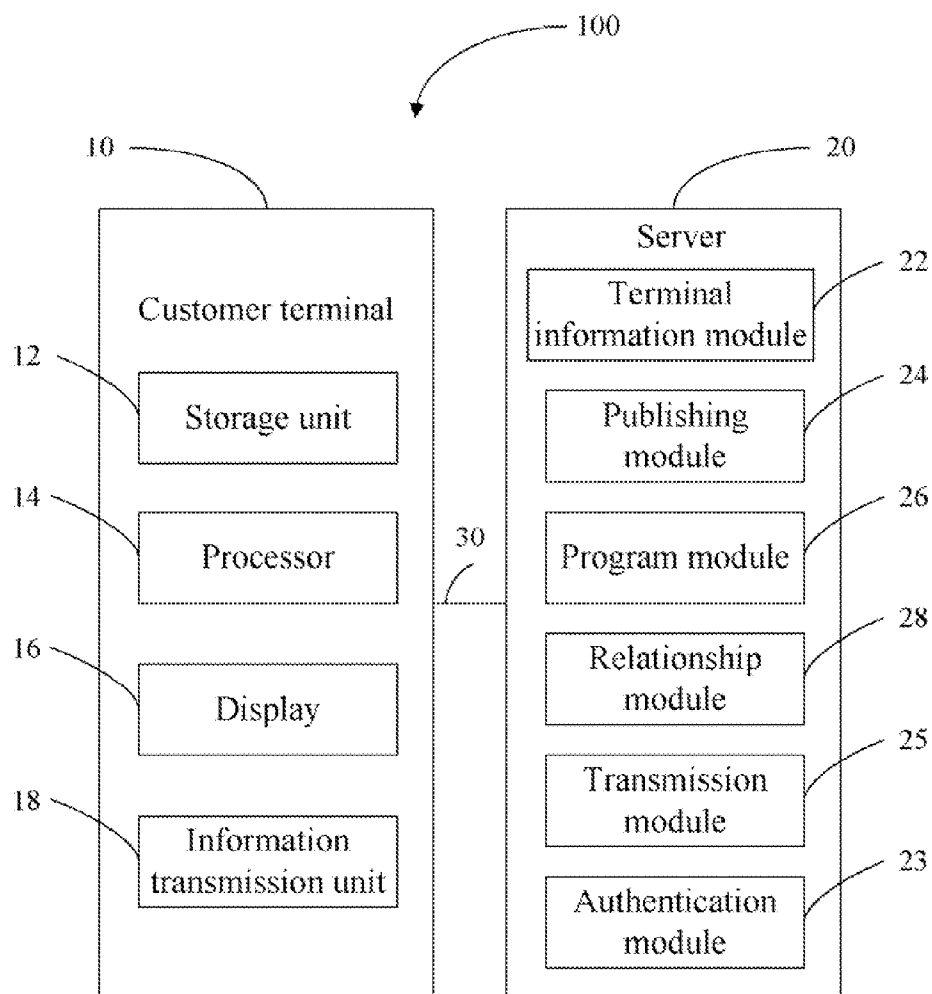 100
10
20
Server
22
Terminal
information module
Customer terminal
12
Storage unit
24
Publishing
module
14
Processor
30
26
Program module
28
Relationship
module
16
Display
25
Transmission
module
18
Information
transmission unit
23
Authentication
module